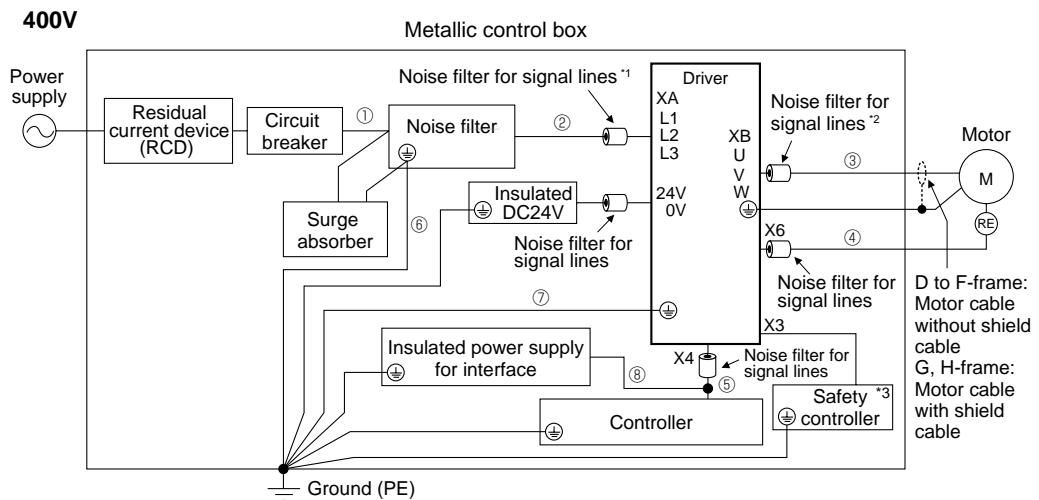 400V
Metallic control box
Power
supply
Residual
current device
(RCD)
Circuit
breaker
①
Noise filter
②
Noise filter for signal lines *1
Driver
XA
L1
L2
L3
24V
0V
XB
U
V
W
X6
X3
X4
Noise filter for
signal lines *2
③
Motor
M
RE
④
Surge
absorber
⑥
Insulated
DC24V
Noise filter for
signal lines
Noise filter for
signal lines
D to F-frame:
Motor cable
without shield
cable
G, H-frame:
Motor cable
with shield
cable
⑦
Insulated power supply
for interface
⑧
Noise filter for
signal lines
⑤
Controller
Safety *3
controller
Ground (PE)